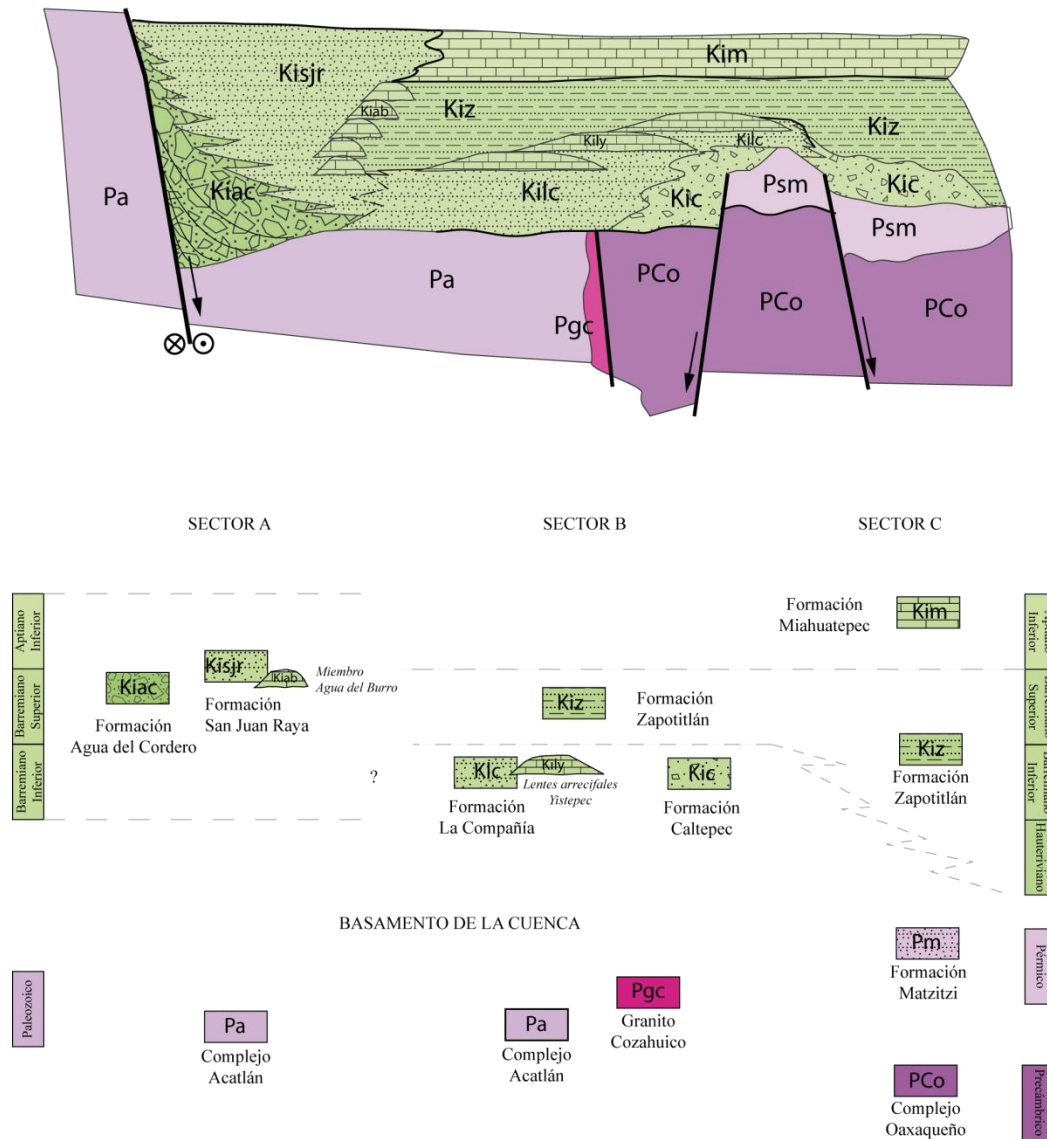 Kim
Kisjr
Kiab
Kiz
Kiz
Kily
Kilc
Pa
Kiac
Kilc
Kic
Psm
Kic
Psm
Pa
PCo
PCo
PCo
Pgc
SECTOR A
SECTOR B
SECTOR C
Aptiano
Inferior
Formación
Miahuatepec
Kim
Inferior
Barremiano
Superior
Kiac
Formación
Agua del Cordero
Kisjr
Kiab
Miembro
Agua del Burro
Formación
San Juan Raya
Kiz
Formación
Zapotitlán
Superior
Barremiano
Inferior
?
Klc
Kily
Lentes arrecifales
Yistepec
Formación
La Compañía
Kic
Formación
Caltepec
Kiz
Formación
Zapotitlán
Inferior
Hauteriviano
BASAMENTO DE LA CUENCA
Pm
Formación
Matzitzi
Pérmico
Paleozoico
Pa
Complejo
Acatlán
Pa
Complejo
Acatlán
Pgc
Granito
Cozahuico
PCo
Complejo
Oaxaqueño
Precámbrico